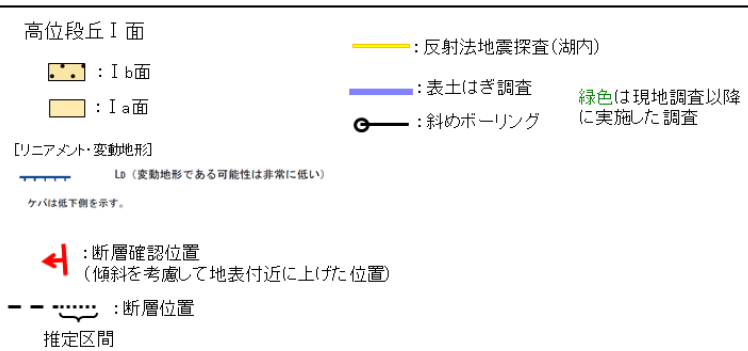 高位段丘Ⅰ面
：Ⅰb面
：Ⅰa面
[リニアメント・変動地形]
LD（変動地形である可能性は非常に低い）
ケバは低下側を示す。
：断層確認位置
（傾斜を考慮して地表付近に上げた位置）
：断層位置
推定区間
：反射法地震探査（湖内）
：表土はぎ調査
：斜めボーリング
緑色は現地調査以降
に実施した調査